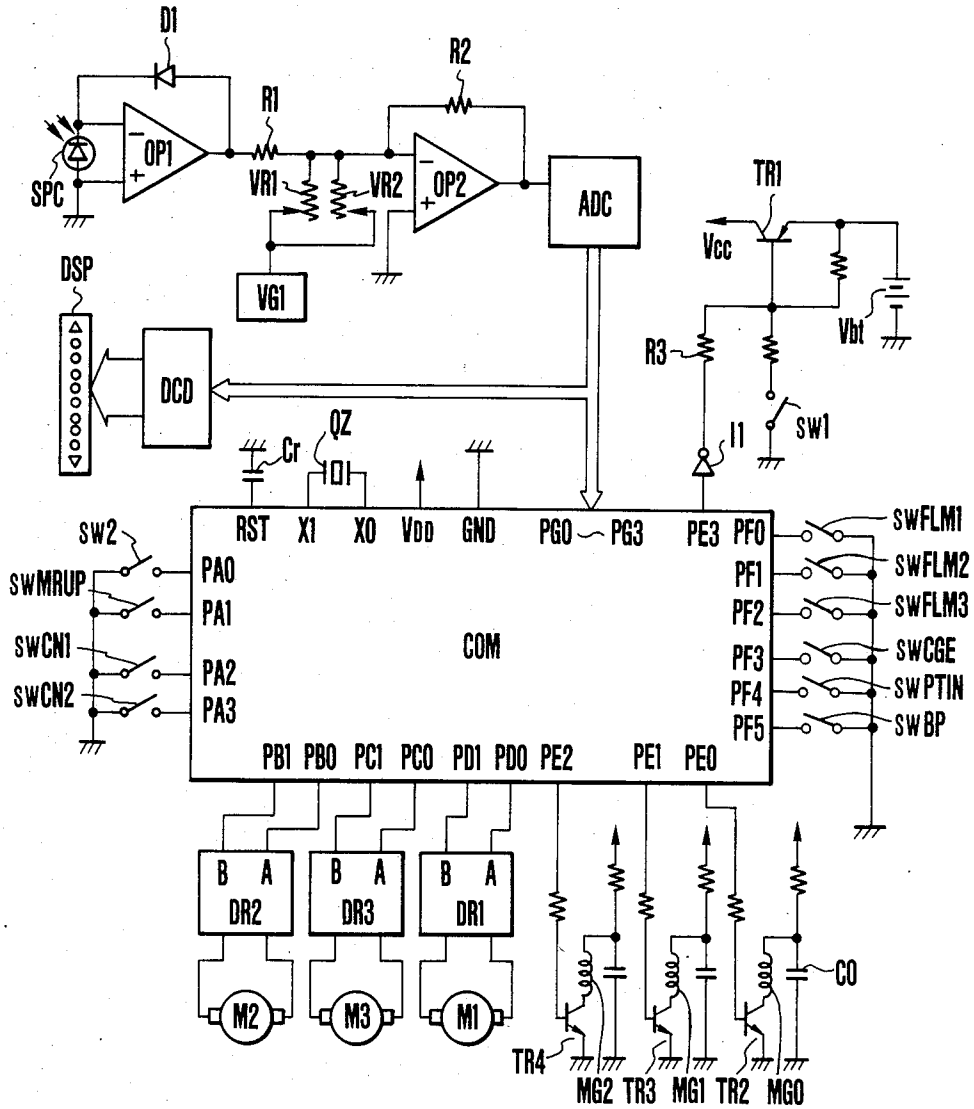 D1
R2
R1
OP1
SPC
VR1
VR2
OP2
ADC
TR1
Vcc
DSP
VG1
Vbt
R3
DCD
QZ
Cr
I1
sw1
RST X1 X0 VDD GND PG0 ~ PG3 PE3 PF0
swFLM1
sw2
PA0
PF1
swFLM2
swMRUP
PA1
PF2
swFLM3
COM
swCN1
PA2
PF3
swCGE
swCN2
PA3
PF4
swPTIN
PF5
swBP
PB1 PB0 PC1 PC0 PD1 PD0 PE2 PE1 PE0
B A B A B A
DR2 DR3 DR1
C0
M2 M3 M1
TR4 MG2 TR3 MG1 TR2 MG0